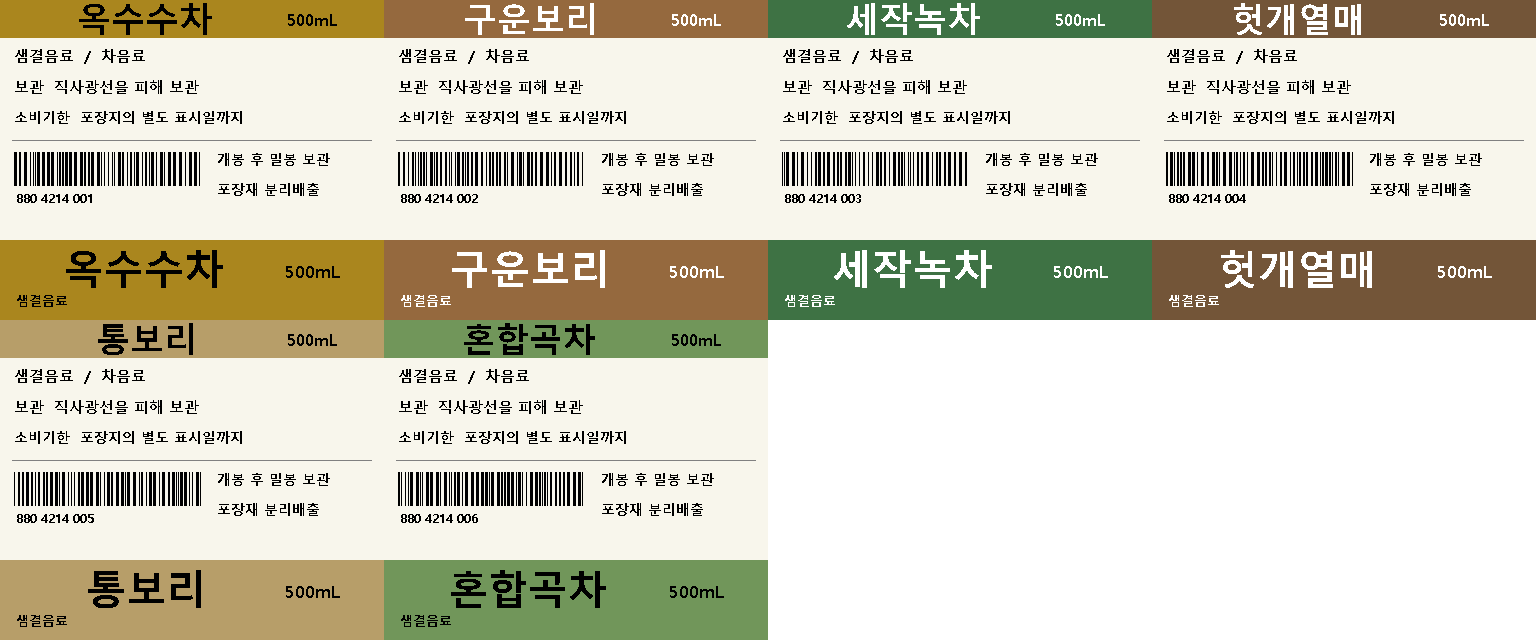 옥수수차 500mL
샘결음료 / 차음료
보관 직사광선을 피해 보관
소비기한 포장지의 별도 표시일까지
개봉 후 밀봉 보관
포장재 분리배출
880 4214 001
옥수수차 500mL
샘결음료
구운보리 500mL
샘결음료 / 차음료
보관 직사광선을 피해 보관
소비기한 포장지의 별도 표시일까지
개봉 후 밀봉 보관
포장재 분리배출
880 4214 002
구운보리 500mL
샘결음료
세작녹차 500mL
샘결음료 / 차음료
보관 직사광선을 피해 보관
소비기한 포장지의 별도 표시일까지
개봉 후 밀봉 보관
포장재 분리배출
880 4214 003
세작녹차 500mL
샘결음료
헛개열매 500mL
샘결음료 / 차음료
보관 직사광선을 피해 보관
소비기한 포장지의 별도 표시일까지
개봉 후 밀봉 보관
포장재 분리배출
880 4214 004
헛개열매 500mL
샘결음료
통보리 500mL
샘결음료 / 차음료
보관 직사광선을 피해 보관
소비기한 포장지의 별도 표시일까지
개봉 후 밀봉 보관
포장재 분리배출
880 4214 005
통보리 500mL
샘결음료
혼합곡차 500mL
샘결음료 / 차음료
보관 직사광선을 피해 보관
소비기한 포장지의 별도 표시일까지
개봉 후 밀봉 보관
포장재 분리배출
880 4214 006
혼합곡차 500mL
샘결음료